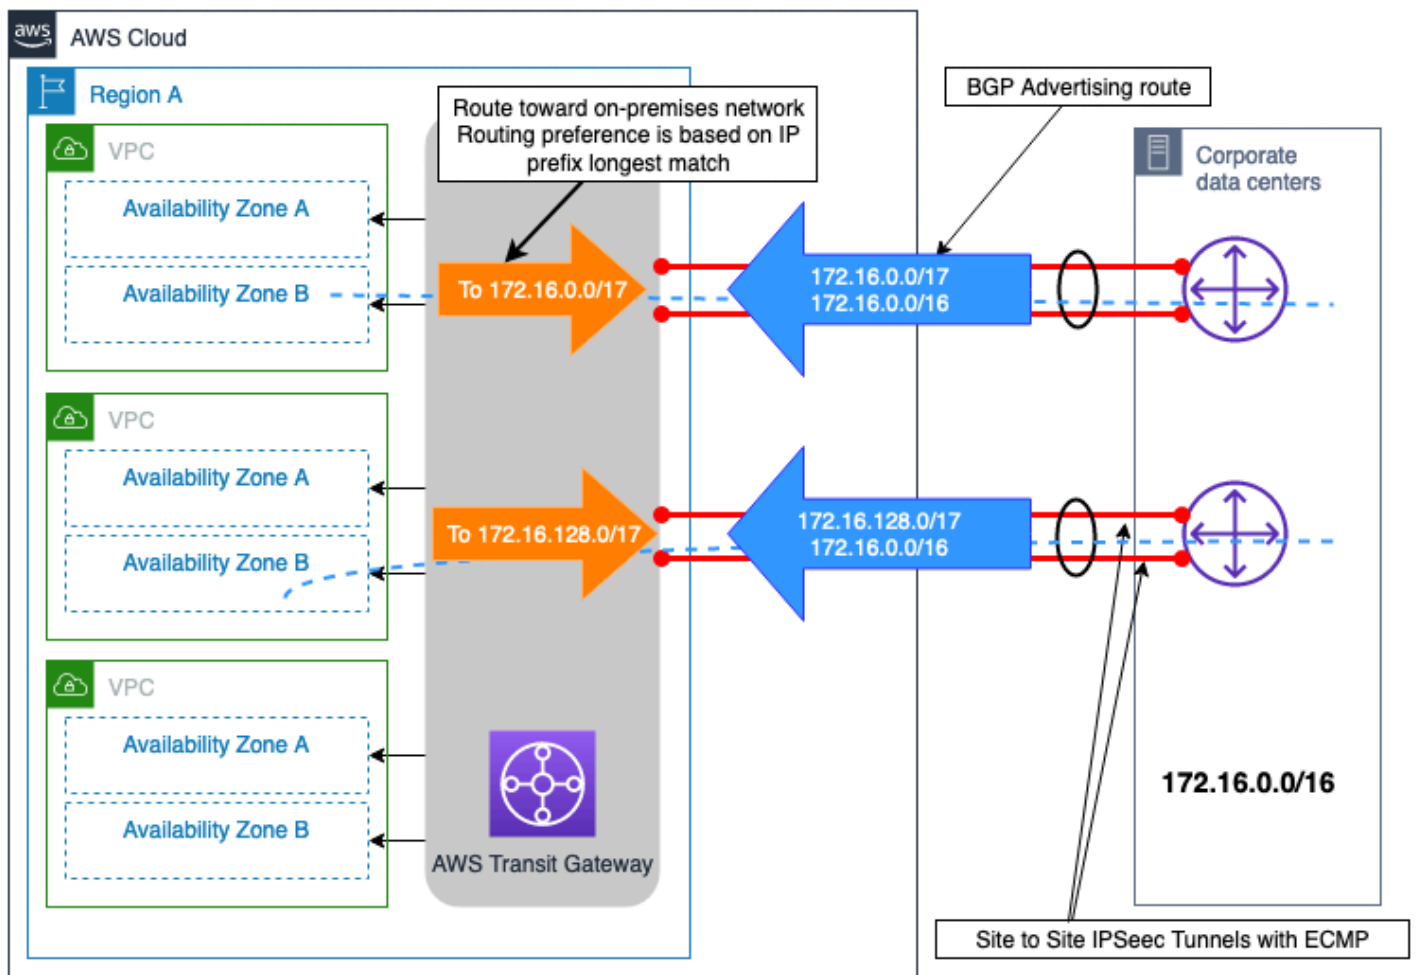 aws
AWS Cloud
Region A
BGP Advertising route
Route toward on-premises network
Routing preference is based on IP
prefix longest match
Corporate
data centers
VPC
Availability Zone A
Availability Zone B
To 172.16.0.0/17
172.16.0.0/17
172.16.0.0/16
VPC
Availability Zone A
Availability Zone B
To 172.16.128.0/17
172.16.128.0/17
172.16.0.0/16
VPC
Availability Zone A
Availability Zone B
AWS Transit Gateway
172.16.0.0/16
Site to Site IPSeec Tunnels with ECMP